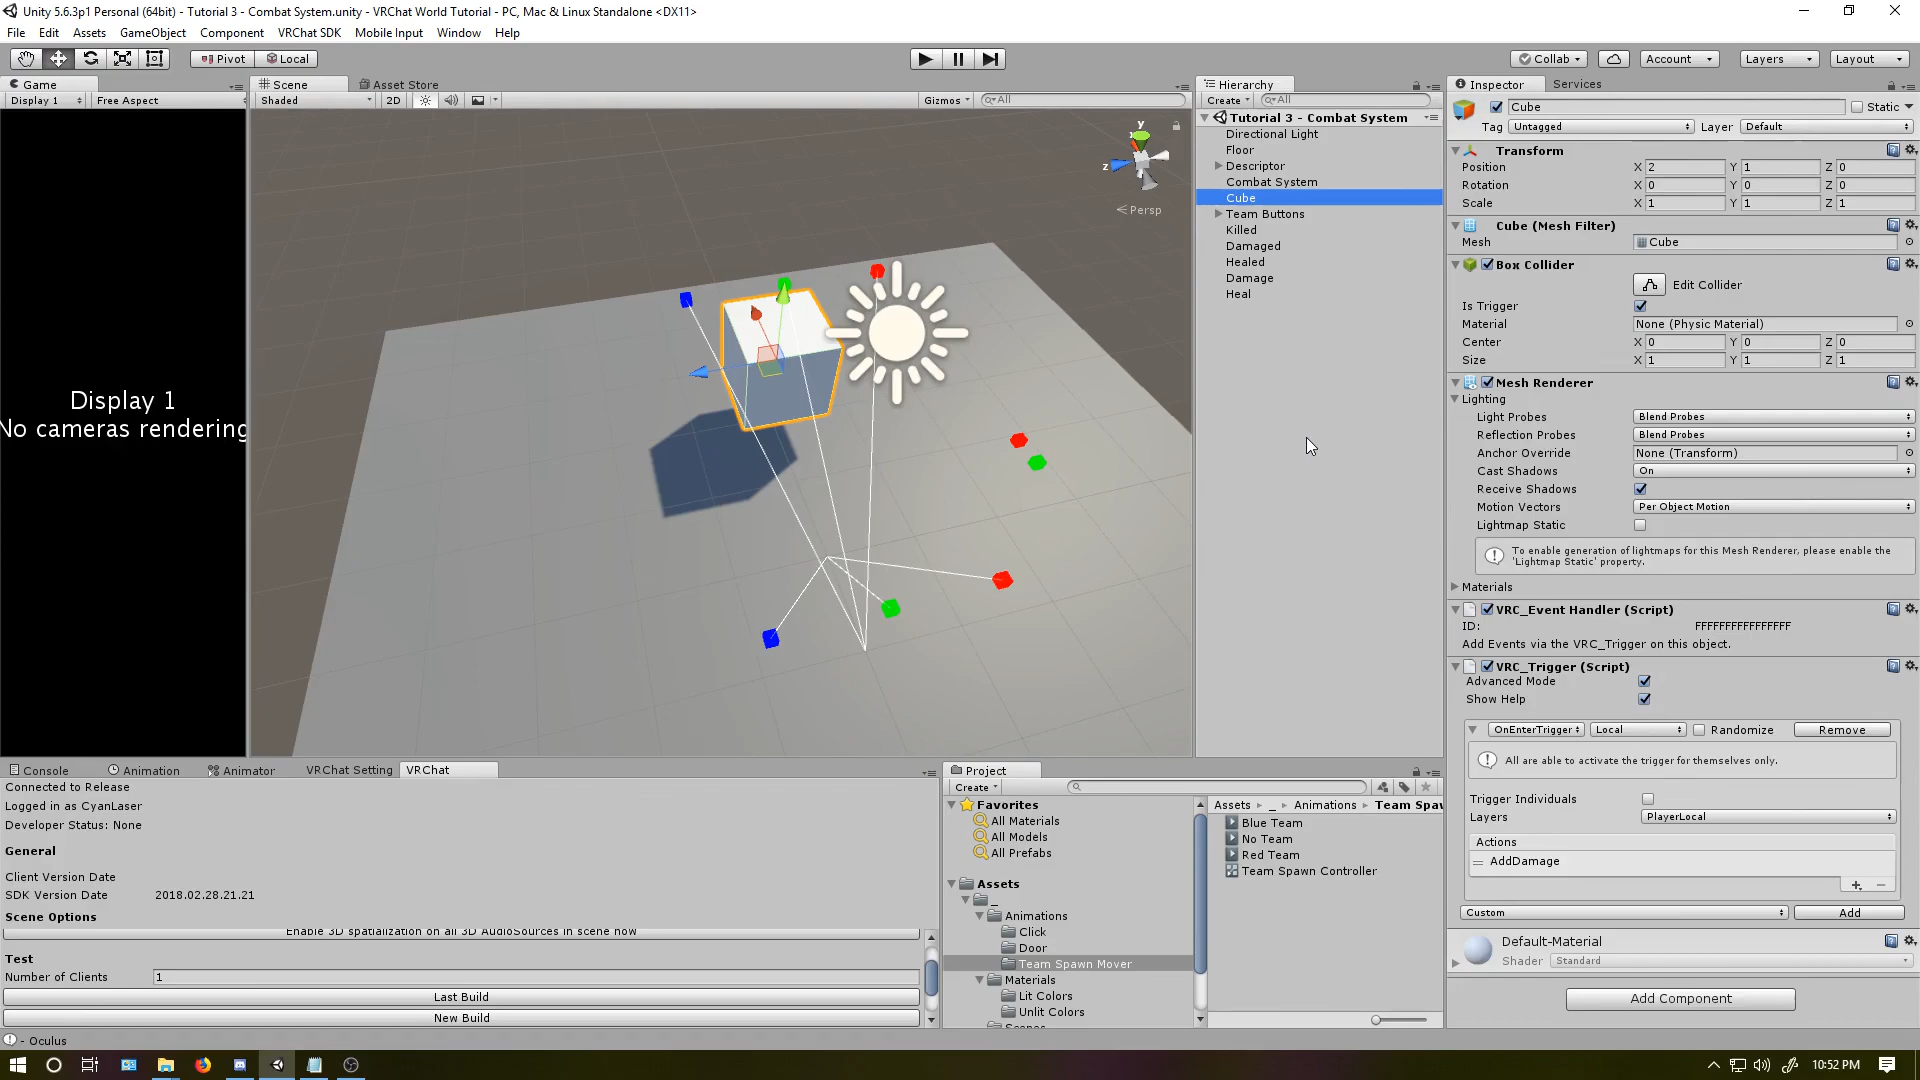 Unity 5.6.3p1 Personal (64bit) - Tutorial 3 - Combat System.unity - VRChat World Tutorial - PC, Mac & Linux Standalone <DX11>
File Edit Assets GameObject Component VRChat SDK Mobile Input Window Help
Pivot Local Collab Account Layers Layout
Game
Display 1 Free Aspect
Scene Asset Store
Shaded 2D Gizmos All
y
x
z
Persp
Display 1
No cameras rendering
Hierarchy
Create All
Tutorial 3 - Combat System
Directional Light
Floor
Descriptor
Combat System
Cube
Team Buttons
Killed
Damaged
Healed
Damage
Heal
Inspector Services
Cube Static
Tag Untagged Layer Default
Transform
Position X 2 Y 1 Z 0
Rotation X 0 Y 0 Z 0
Scale X 1 Y 1 Z 1
Cube (Mesh Filter)
Mesh Cube
Box Collider
Edit Collider
Is Trigger
Material None (Physic Material)
Center X 0 Y 0 Z 0
Size X 1 Y 1 Z 1
Mesh Renderer
Lighting
Light Probes Blend Probes
Reflection Probes Blend Probes
Anchor Override None (Transform)
Cast Shadows On
Receive Shadows
Motion Vectors Per Object Motion
Lightmap Static
To enable generation of lightmaps for this Mesh Renderer, please enable the
'Lightmap Static' property.
Materials
VRC_Event Handler (Script)
ID: FFFFFFFFFFFFFFFF
Add Events via the VRC_Trigger on this object.
VRC_Trigger (Script)
Advanced Mode
Show Help
OnEnterTrigger Local Randomize Remove
All are able to activate the trigger for themselves only.
Trigger Individuals
Layers PlayerLocal
Actions
AddDamage
Custom Add
Default-Material
Shader Standard
Add Component
Console Animation Animator VRChat Setting VRChat
Connected to Release
Logged in as CyanLaser
Developer Status: None
General
Client Version Date
SDK Version Date 2018.02.28.21.21
Scene Options
Enable 3D spatialization on all 3D AudioSources in scene now
Test
Number of Clients 1
Last Build
New Build
Project
Create
Favorites
All Materials
All Models
All Prefabs
Assets
_
Animations
Click
Door
Team Spawn Mover
Materials
Lit Colors
Unlit Colors
Scenes
Assets _ Animations Team Spaw
Blue Team
No Team
Red Team
Team Spawn Controller
- Oculus
10:52 PM